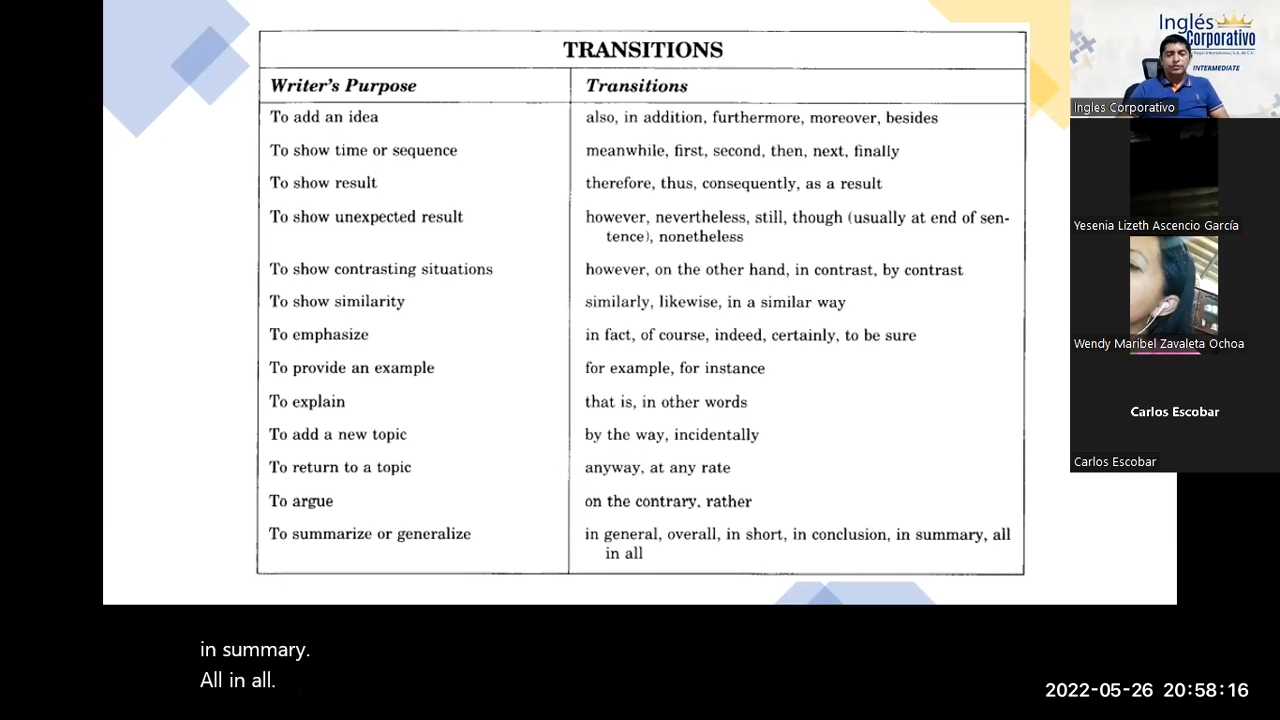 TRANSITIONS
Writer's Purpose
Transitions
To add an idea
also, in addition, furthermore, moreover, besides
To show time or sequence
meanwhile, first, second, then, next, finally
To show result
therefore, thus, consequently, as a result
To show unexpected result
however, nevertheless, still, though (usually at end of sen-
tence), nonetheless
To show contrasting situations
however, on the other hand, in contrast, by contrast
To show similarity
similarly, likewise, in a similar way
To emphasize
in fact, of course, indeed, certainly, to be sure
To provide an example
for example, for instance
To explain
that is, in other words
To add a new topic
by the way, incidentally
To return to a topic
anyway, at any rate
To argue
on the contrary, rather
To summarize or generalize
in general, overall, in short, in conclusion, in summary, all
in all
Inglés
Corporativo
INTERMEDIATE
Ingles Corporativo
Yesenia Lizeth Ascencio García
Wendy Maribel Zavaleta Ochoa
Carlos Escobar
Carlos Escobar
in summary.
All in all.
2022-05-26 20:58:16